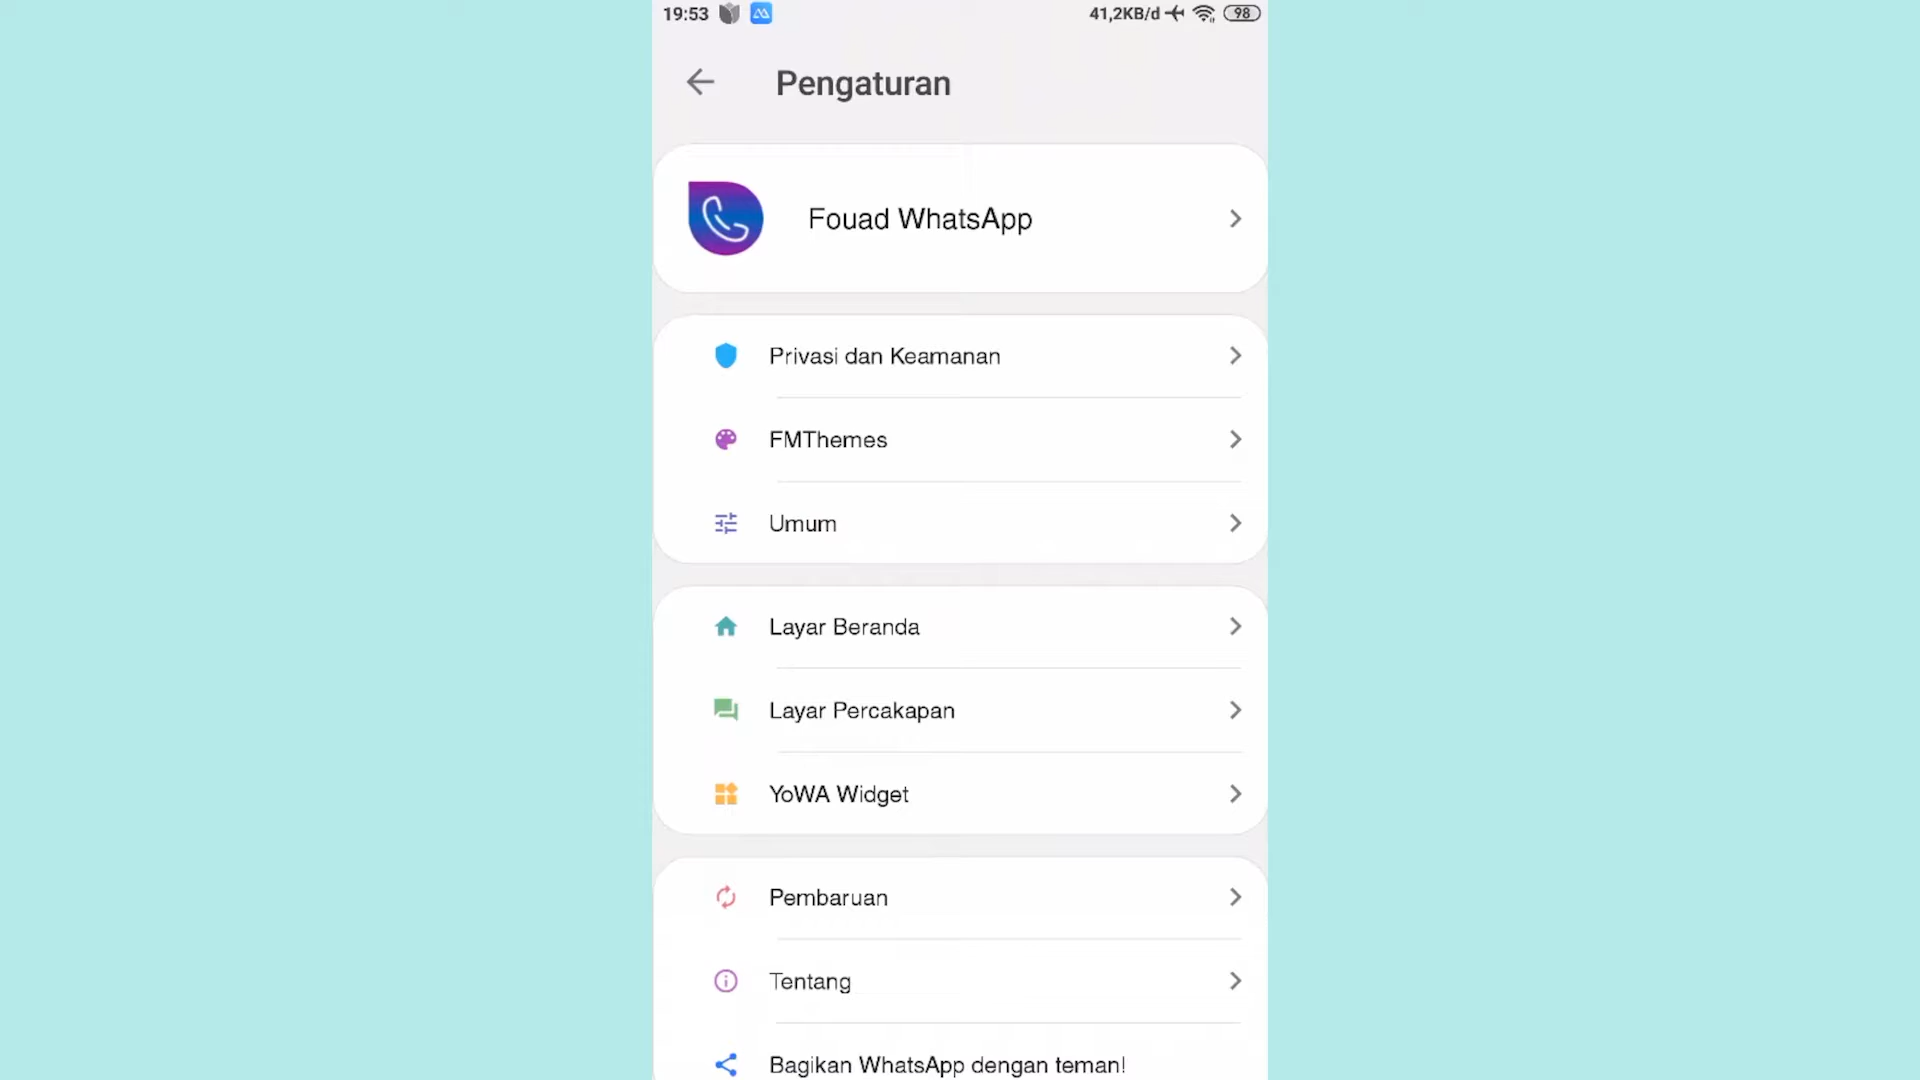 19:53
41,2KB/d
98
Pengaturan
Fouad WhatsApp
Privasi dan Keamanan
FMThemes
Umum
Layar Beranda
Layar Percakapan
YoWA Widget
Pembaruan
Tentang
Bagikan WhatsApp dengan teman!